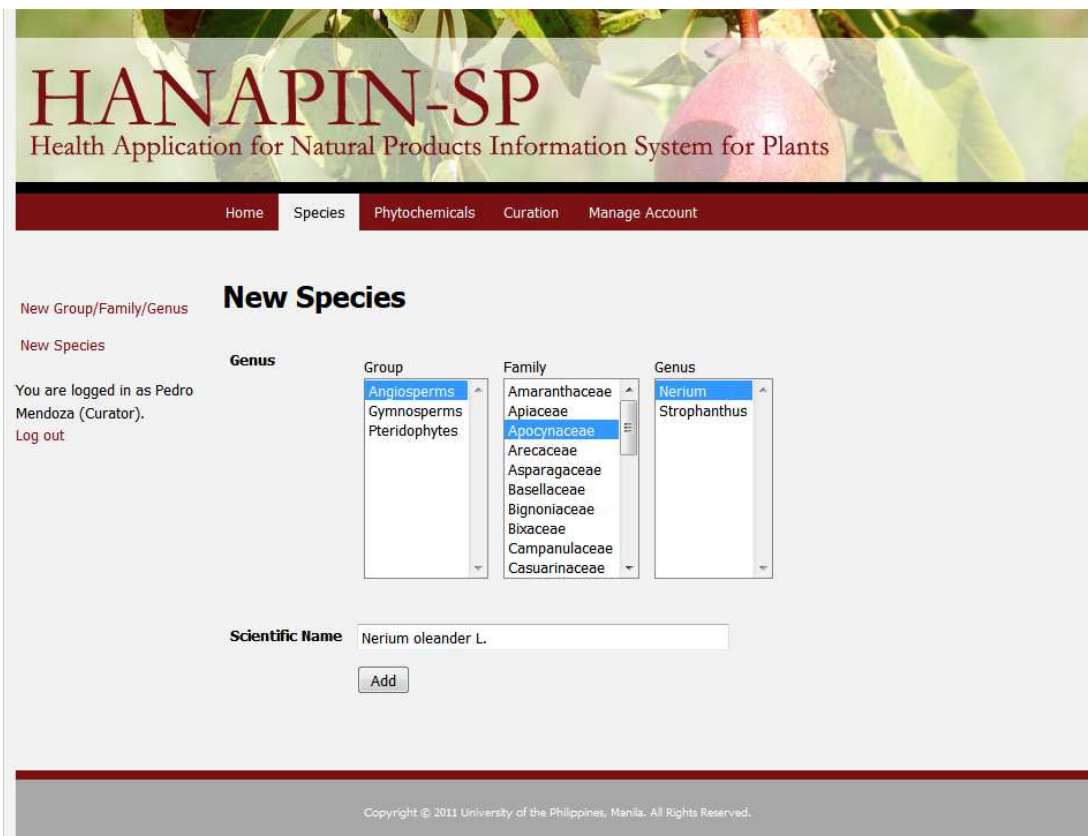 HANAPIN-SP
Health Application for Natural Products Information System for Plants
Home Species Phytochemicals Curation Manage Account
New Group/Family/Genus
New Species
You are logged in as Pedro
Mendoza (Curator).
Log out
New Species
Genus
Group
Angiosperms
Gymnosperms
Pteridophytes
Family
Amaranthaceae
Apiaceae
Apocynaceae
Arecaceae
Asparagaceae
Basellaceae
Bignoniaceae
Bixaceae
Campanulaceae
Casuarinaceae
Genus
Nerium
Strophanthus
Scientific Name Nerium oleander L.
Add
Copyright © 2011 University of the Philippines, Manila. All Rights Reserved.